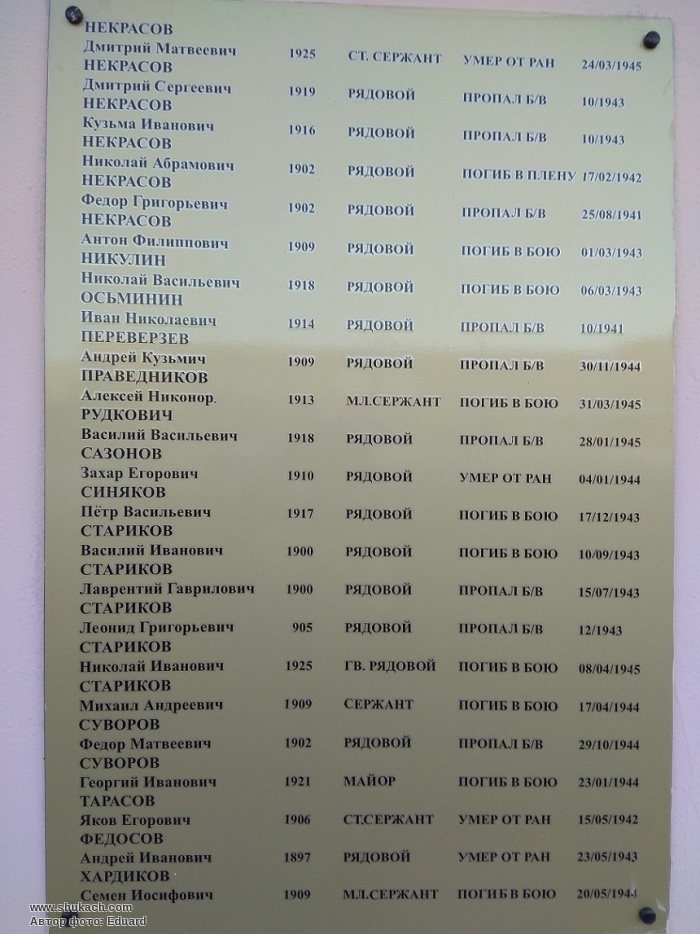 НЕКРАСОВ
Дмитрий Матвеевич 1925 СТ. СЕРЖАНТ УМЕР ОТ РАН 24/03/1945
НЕКРАСОВ
Дмитрий Сергеевич 1919 РЯДОВОЙ ПРОПАЛ Б/В 10/1943
НЕКРАСОВ
Кузьма Иванович 1916 РЯДОВОЙ ПРОПАЛ Б/В 10/1943
НЕКРАСОВ
Николай Абрамович 1902 РЯДОВОЙ ПОГИБ В ПЛЕНУ 17/02/1942
НЕКРАСОВ
Федор Григорьевич 1902 РЯДОВОЙ ПРОПАЛ Б/В 25/08/1941
НЕКРАСОВ
Антон Филиппович 1909 РЯДОВОЙ ПОГИБ В БОЮ 01/03/1943
НИКУЛИН
Николай Васильевич 1918 РЯДОВОЙ ПОГИБ В БОЮ 06/03/1943
ОСЬМИНИН
Иван Николаевич 1914 РЯДОВОЙ ПРОПАЛ Б/В 10/1941
ПЕРЕВЕРЗЕВ
Андрей Кузьмич 1909 РЯДОВОЙ ПРОПАЛ Б/В 30/11/1944
ПРАВЕДНИКОВ
Алексей Никонор. 1913 МЛ.СЕРЖАНТ ПОГИБ В БОЮ 31/03/1945
РУДКОВИЧ
Василий Васильевич 1918 РЯДОВОЙ ПРОПАЛ Б/В 28/01/1945
САЗОНОВ
Захар Егорович 1910 РЯДОВОЙ УМЕР ОТ РАН 04/01/1944
СИНЯКОВ
Пётр Васильевич 1917 РЯДОВОЙ ПОГИБ В БОЮ 17/12/1943
СТАРИКОВ
Василий Иванович 1900 РЯДОВОЙ ПОГИБ В БОЮ 10/09/1943
СТАРИКОВ
Лаврентий Гаврилович 1900 РЯДОВОЙ ПРОПАЛ Б/В 15/07/1943
СТАРИКОВ
Леонид Григорьевич 905 РЯДОВОЙ ПРОПАЛ Б/В 12/1943
СТАРИКОВ
Николай Иванович 1925 ГВ. РЯДОВОЙ ПОГИБ В БОЮ 08/04/1945
СТАРИКОВ
Михаил Андреевич 1909 СЕРЖАНТ ПОГИБ В БОЮ 17/04/1944
СУВОРОВ
Федор Матвеевич 1902 РЯДОВОЙ ПРОПАЛ Б/В 29/10/1944
СУВОРОВ
Георгий Иванович 1921 МАЙОР ПОГИБ В БОЮ 23/01/1944
ТАРАСОВ
Яков Егорович 1906 СТ.СЕРЖАНТ УМЕР ОТ РАН 15/05/1942
ФЕДОСОВ
Андрей Иванович 1897 РЯДОВОЙ УМЕР ОТ РАН 23/05/1943
ХАРДИКОВ
Семен Иосифович 1909 МЛ.СЕРЖАНТ ПОГИБ В БОЮ 20/05/1944
www.shukach.com
Автор фото: Eduard